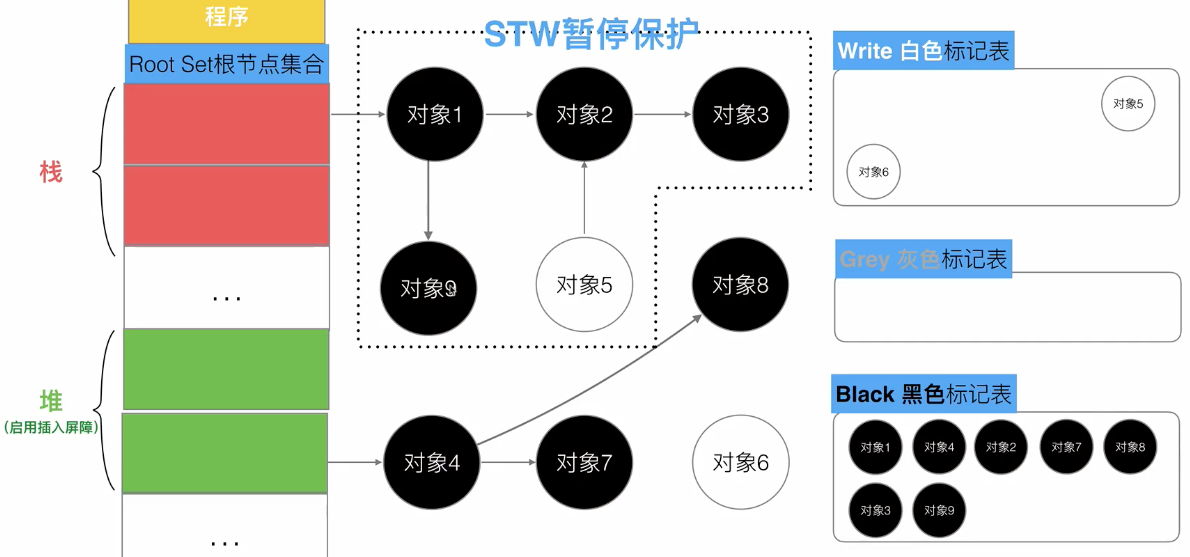 程序
Root Set根节点集合
栈
...
堆
(启用插入屏障)
...
STW暂停保护
对象1
对象2
对象3
对象9
对象5
对象8
对象4
对象7
对象6
Write 白色标记表
对象5
对象6
Grey 灰色标记表
Black 黑色标记表
对象1 对象4 对象2 对象7 对象8
对象3 对象9